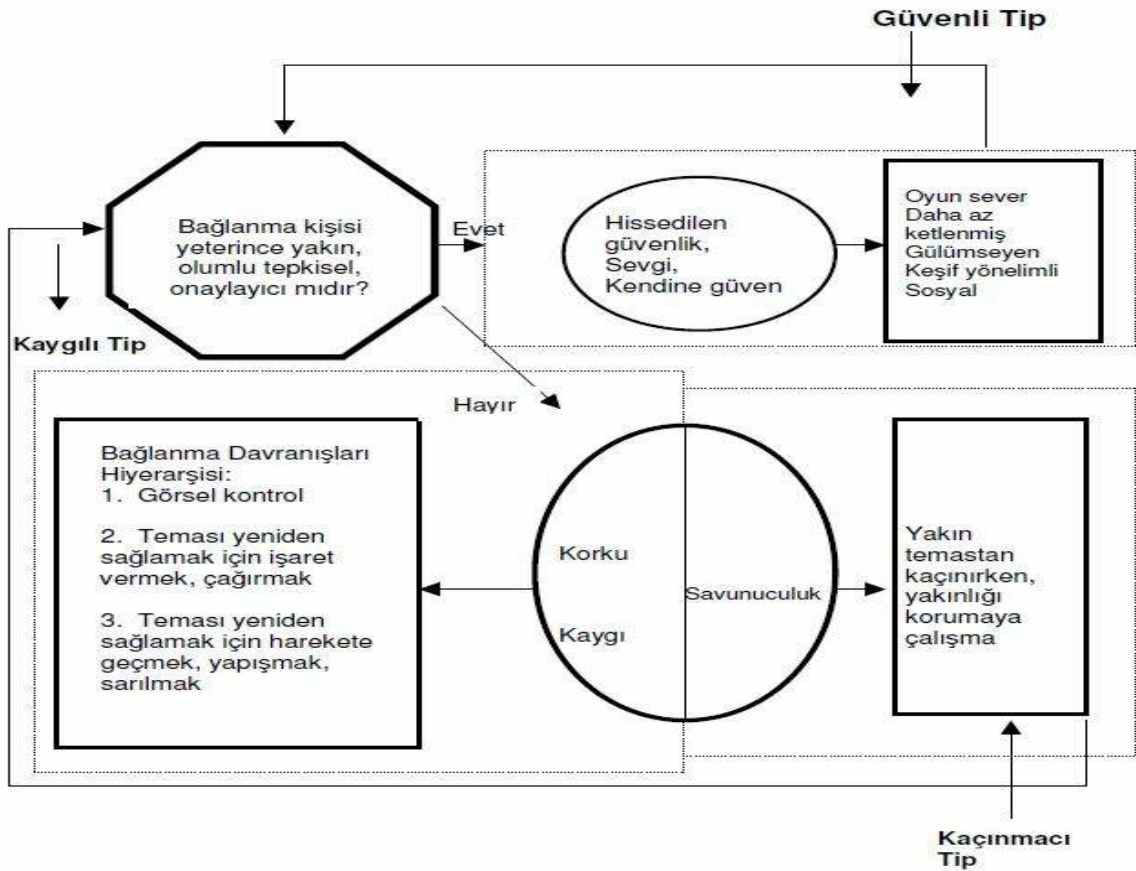 Güvenli Tip
Bağlanma kişisi
yeterince yakın,
olumlu tepkisel,
onaylayıcı mıdır?
Evet
Hissedilen
güvenlik,
Sevgi,
Kendine güven
Oyun sever
Daha az
ketlenmiş
Gülümseyen
Keşif yönelimli
Sosyal
Kaygılı Tip
Hayır
Bağlanma Davranışları
Hiyerarşisi:
1. Görsel kontrol
2. Teması yeniden
sağlamak için işaret
vermek, çağırmak
3. Teması yeniden
sağlamak için harekete
geçmek, yapışmak,
sarılmak
Korku
Kaygı
Savunuculuk
Yakın
temastan
kaçınırken,
yakınlığı
korumaya
çalışma
Kaçınmacı
Tip